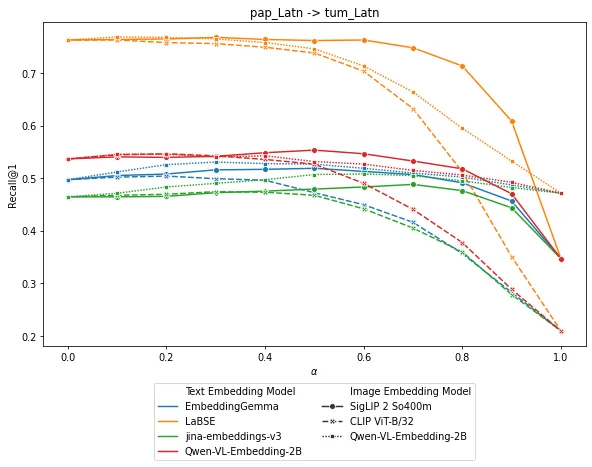 pap_Latn -> tum_Latn
Recall@1
0.7
0.6
0.5
0.4
0.3
0.2
0.0 0.2 0.4 0.6 0.8 1.0
α
Text Embedding Model Image Embedding Model
EmbeddingGemma SigLIP 2 So400m
LaBSE CLIP ViT-B/32
jina-embeddings-v3 Qwen-VL-Embedding-2B
Qwen-VL-Embedding-2B